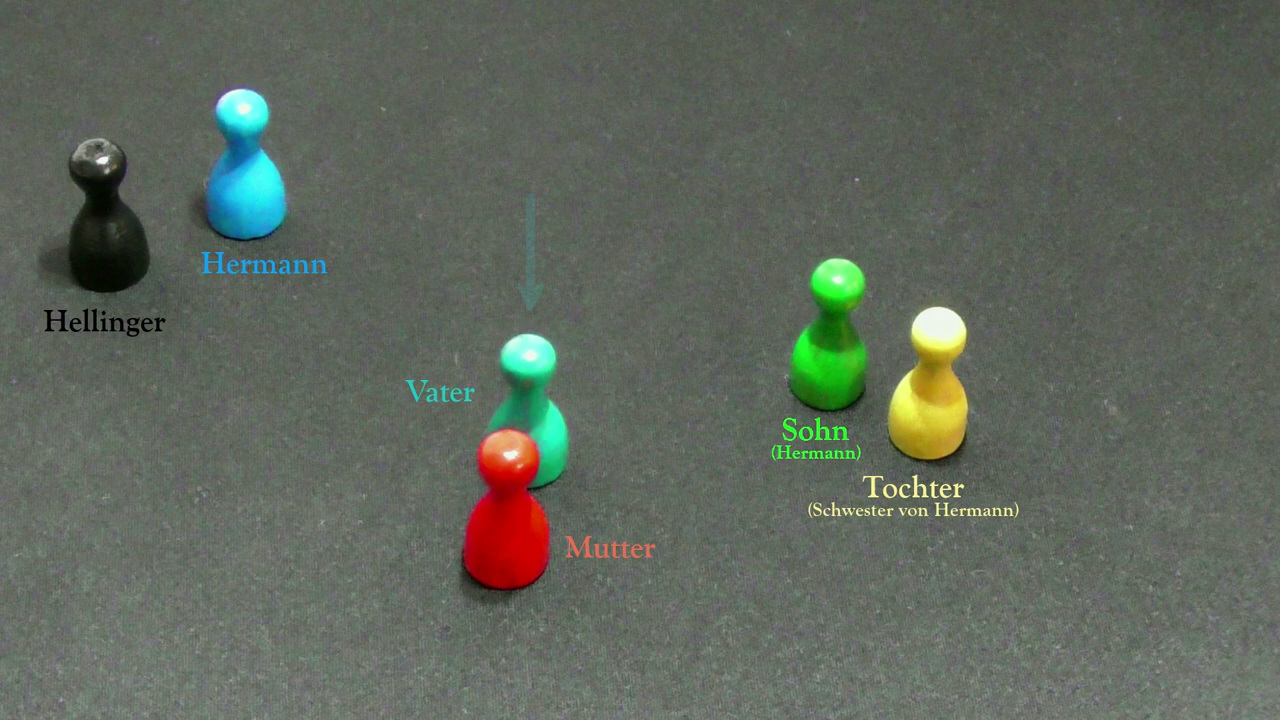 Hermann
Hellinger
Vater
Sohn
(Hermann)
Tochter
(Schwester von Hermann)
Mutter